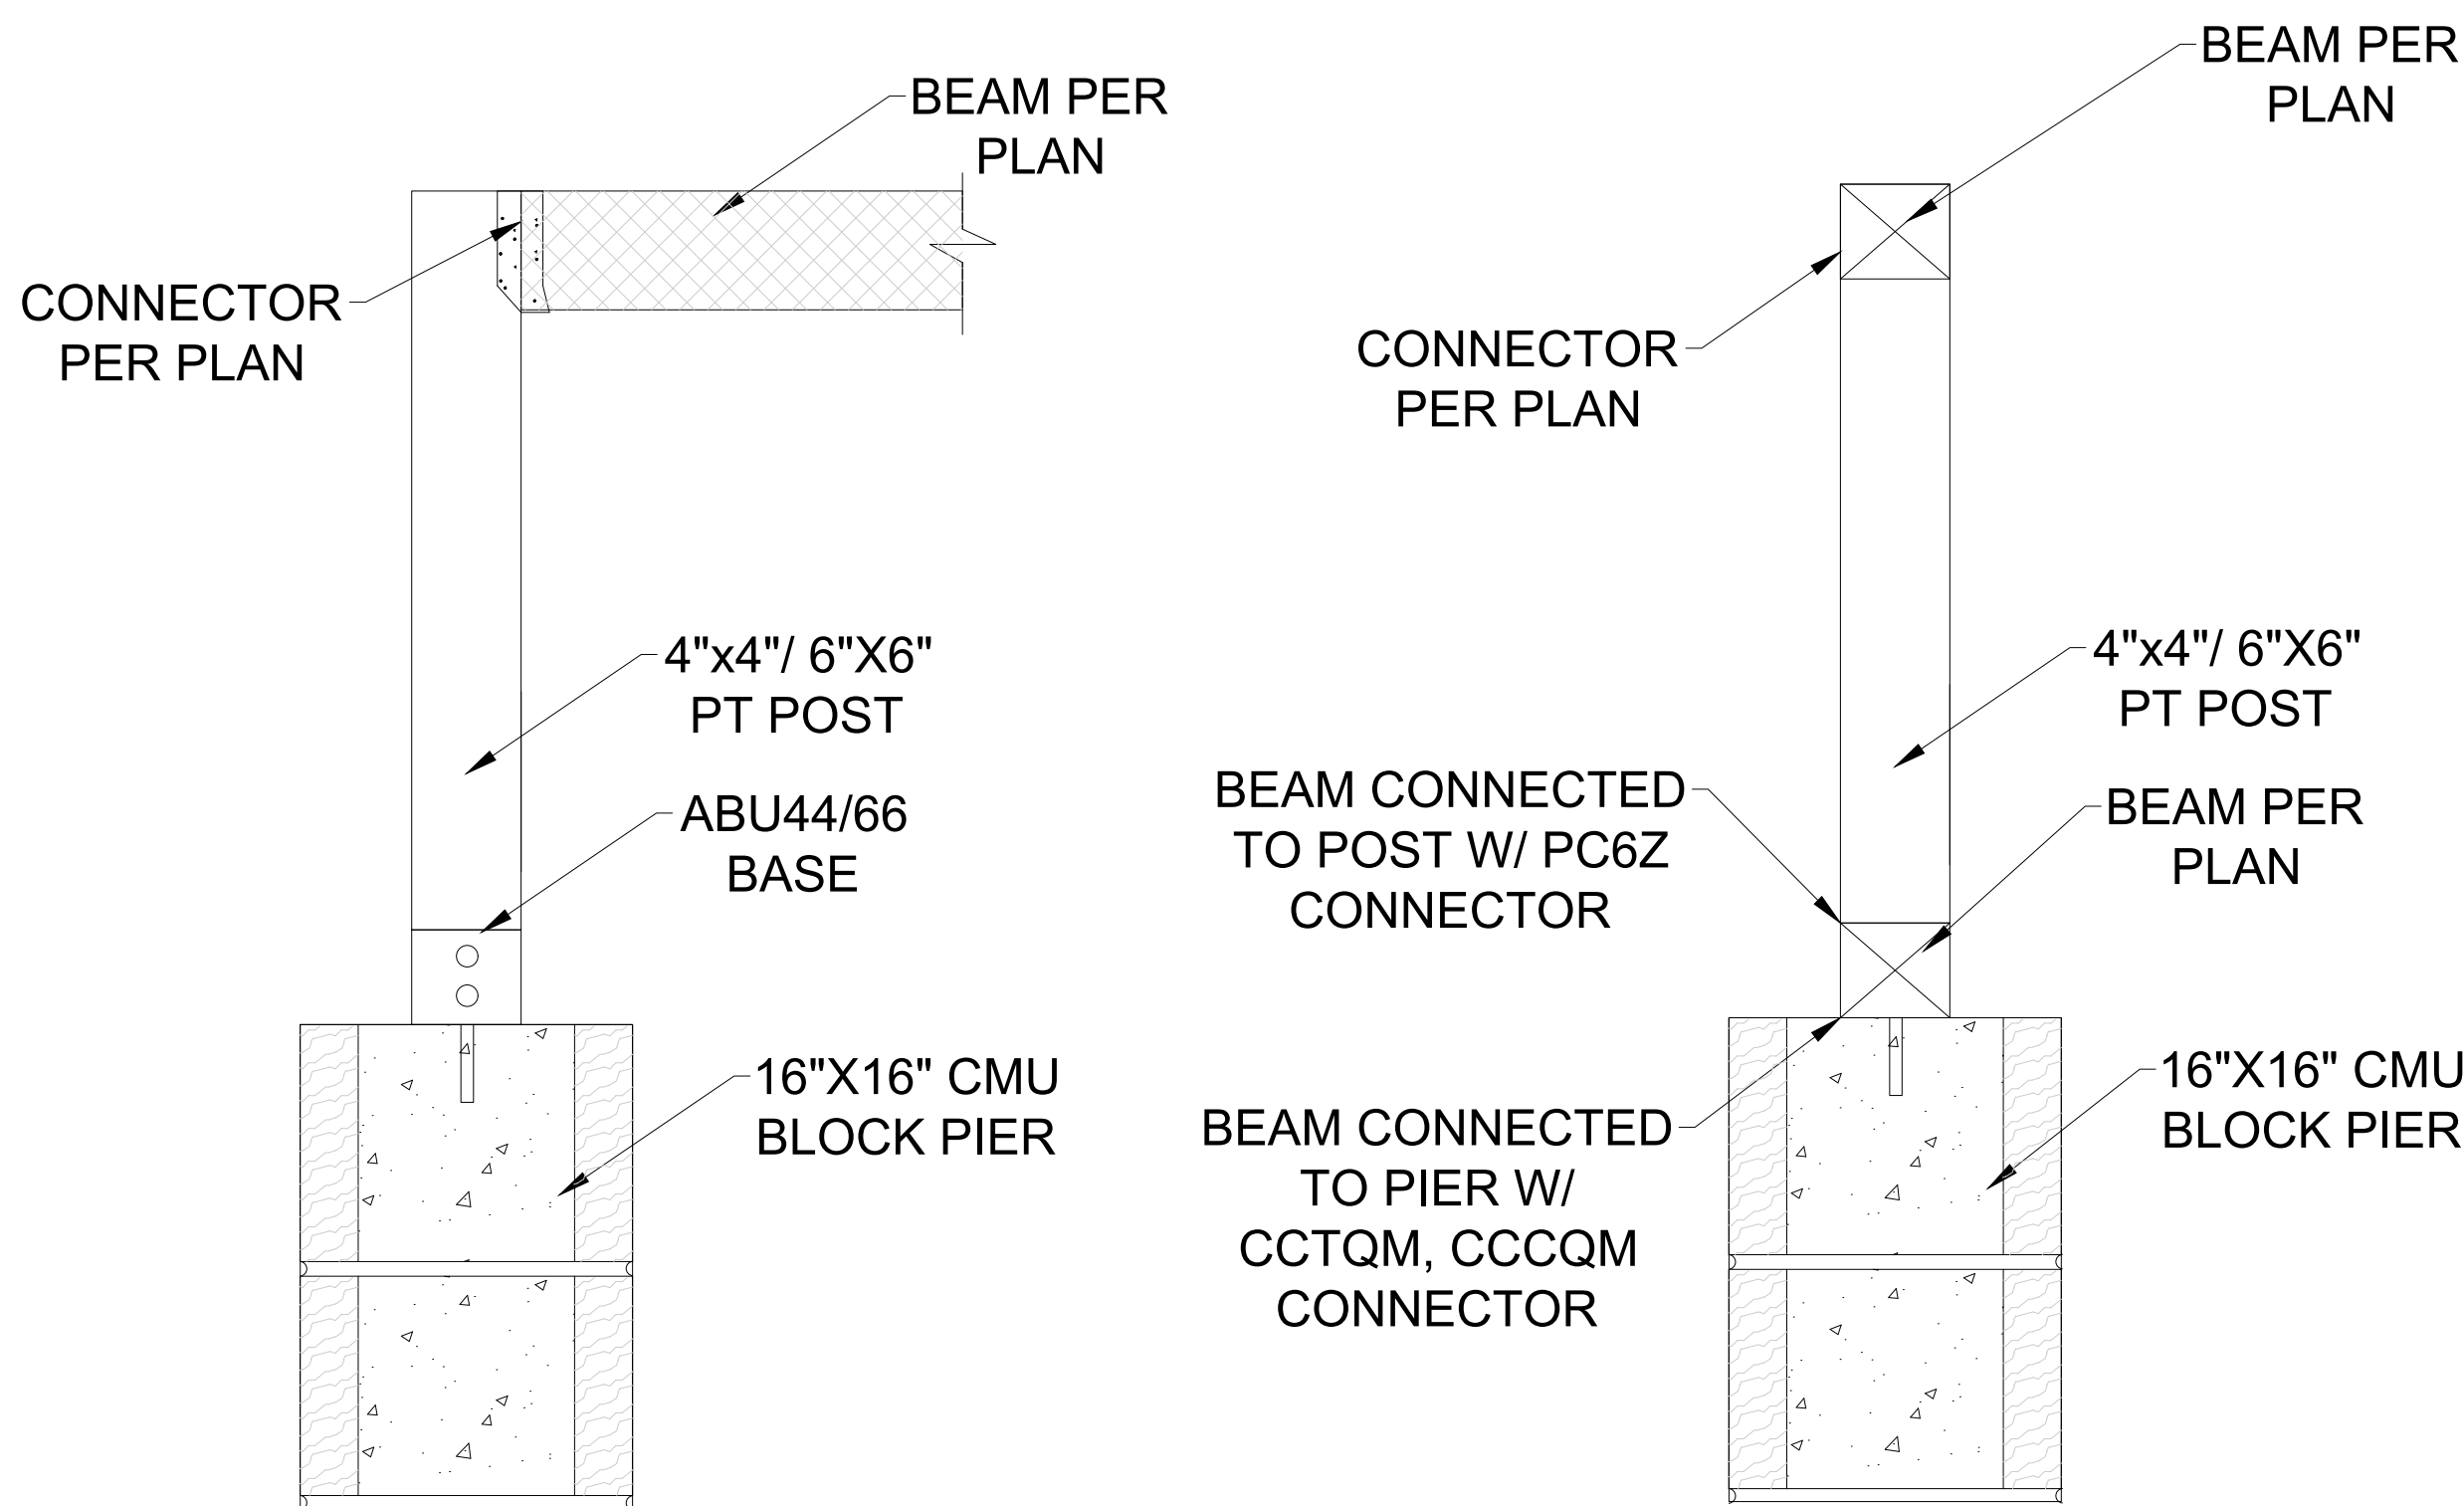 BEAM PER
PLAN
CONNECTOR
PER PLAN
4"x4"/ 6"X6"
PT POST
ABU44/66
BASE
16"X16" CMU
BLOCK PIER
BEAM PER
PLAN
CONNECTOR
PER PLAN
4"x4"/ 6"X6"
PT POST
BEAM CONNECTED
TO POST W/ PC6Z
CONNECTOR
BEAM PER
PLAN
16"X16" CMU
BLOCK PIER
BEAM CONNECTED
TO PIER W/
CCTQM, CCCQM
CONNECTOR